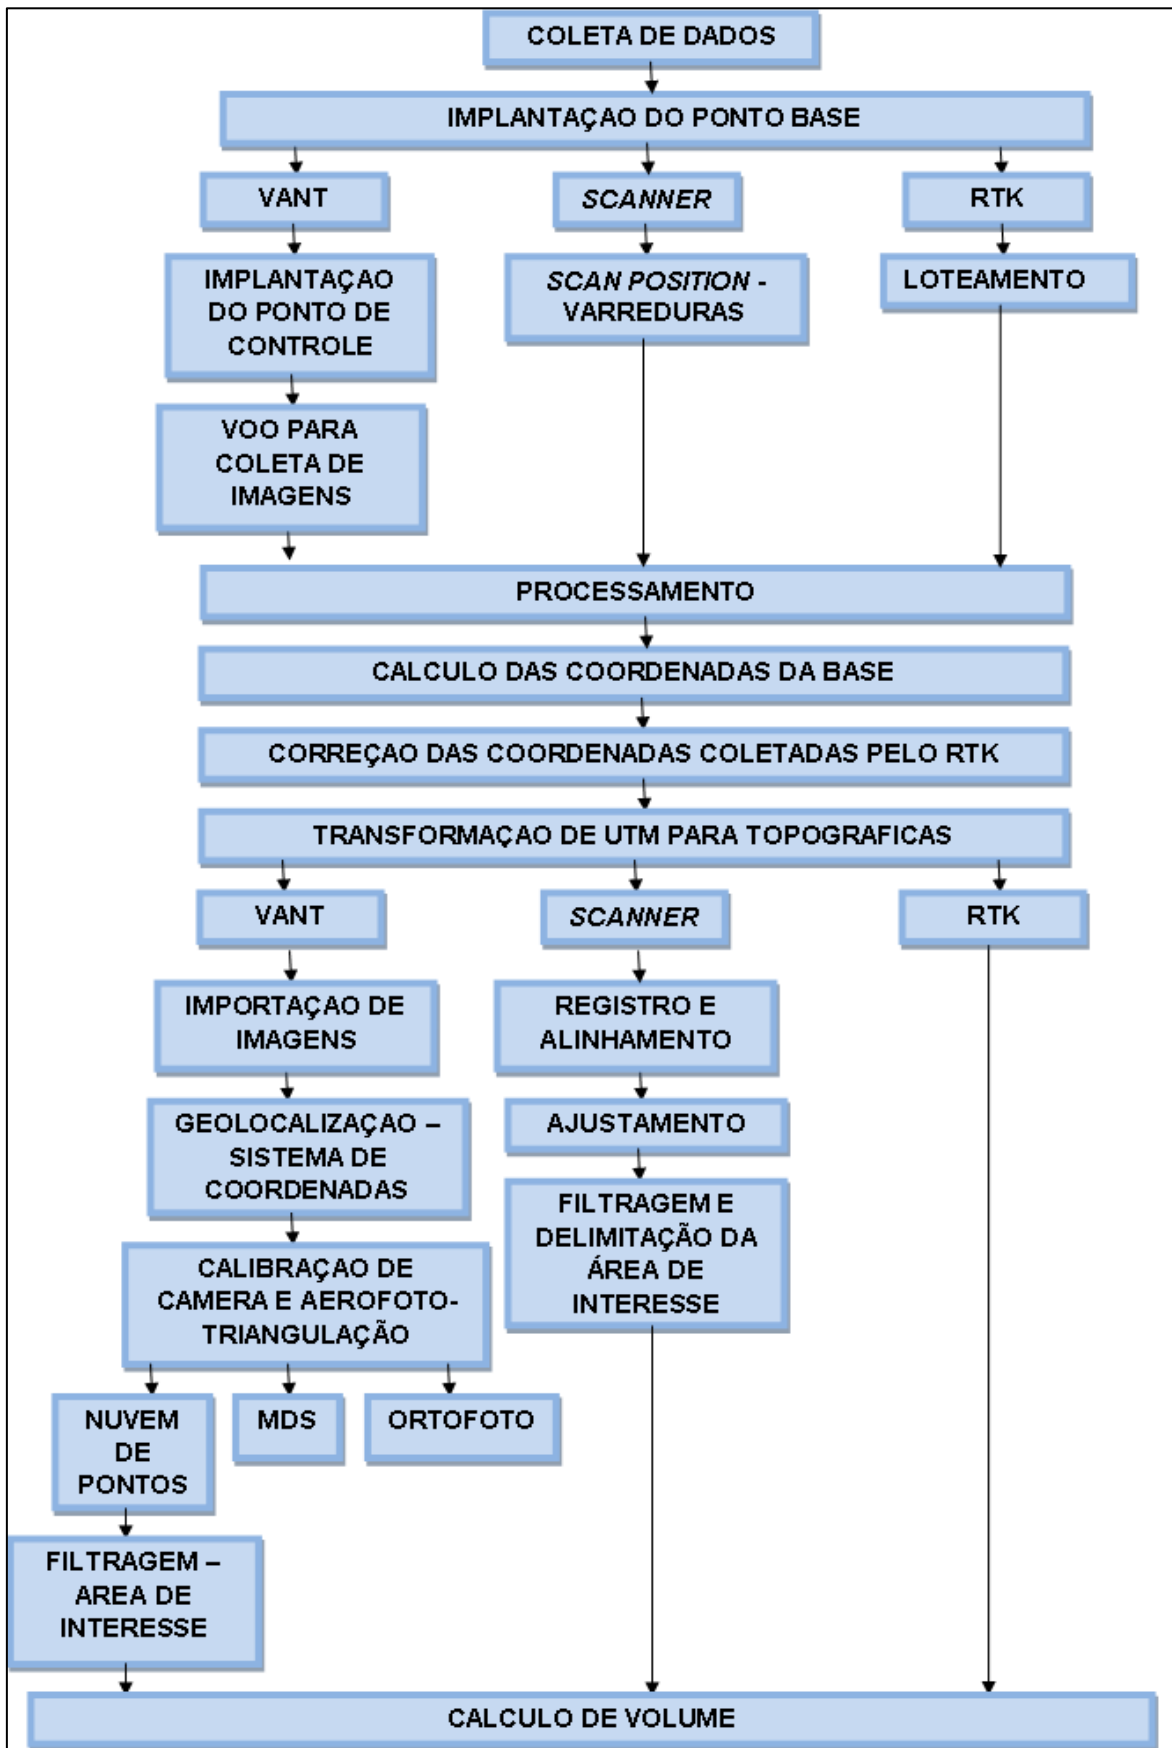 COLETA DE DADOS
IMPLANTAÇAO DO PONTO BASE
VANT
SCANNER
RTK
IMPLANTAÇAO
DO PONTO DE
CONTROLE
SCAN POSITION -
VARREDURAS
LOTEAMENTO
VOO PARA
COLETA DE
IMAGENS
PROCESSAMENTO
CALCULO DAS COORDENADAS DA BASE
CORREÇAO DAS COORDENADAS COLETADAS PELO RTK
TRANSFORMAÇAO DE UTM PARA TOPOGRAFICAS
VANT
SCANNER
RTK
IMPORTAÇAO DE
IMAGENS
REGISTRO E
ALINHAMENTO
GEOLOCALIZAÇAO –
SISTEMA DE
COORDENADAS
AJUSTAMENTO
FILTRAGEM E
DELIMITAÇÃO DA
ÁREA DE
INTERESSE
CALIBRAÇAO DE
CAMERA E AEROFOTO-
TRIANGULAÇÃO
NUVEM
DE
PONTOS
MDS
ORTOFOTO
FILTRAGEM –
AREA DE
INTERESSE
CALCULO DE VOLUME